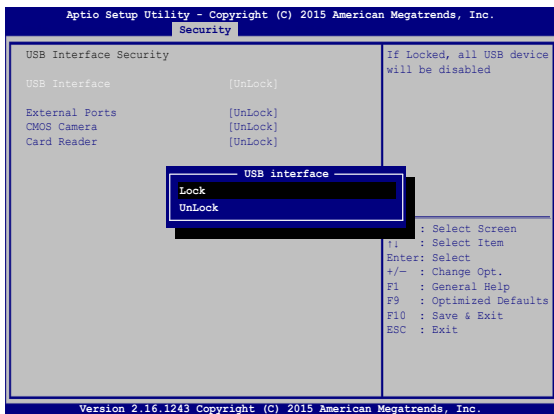 Aptio Setup Utility - Copyright (C) 2015 American Megatrends, Inc.
Security
USB Interface Security
USB Interface [UnLock]
External Ports [UnLock]
CMOS Camera [UnLock]
Card Reader [UnLock]
If Locked, all USB device
will be disabled
USB interface
Lock
UnLock
: Select Screen
↑↓ : Select Item
Enter: Select
+/— : Change Opt.
F1 : General Help
F9 : Optimized Defaults
F10 : Save & Exit
ESC : Exit
Version 2.16.1243 Copyright (C) 2015 American Megatrends, Inc.